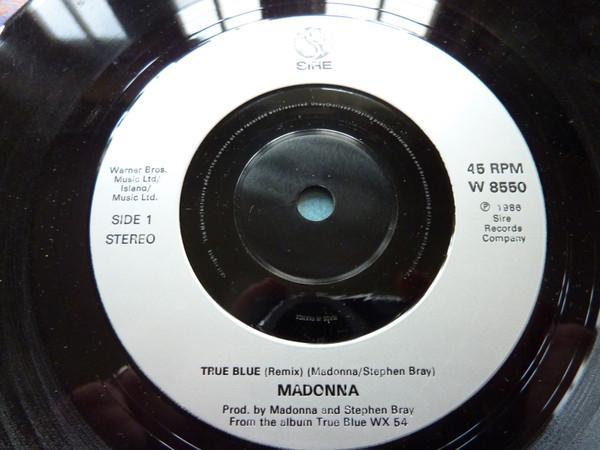 SIRE
Warner Bros.
Music Ltd/
Island/
Music Ltd.
SIDE 1
STEREO
45 RPM
W 8550
℗ 1986
Sire
Records
Company
TRUE BLUE (Remix) (Madonna/Stephen Bray)
MADONNA
Prod. by Madonna and Stephen Bray
From the album True Blue WX 54